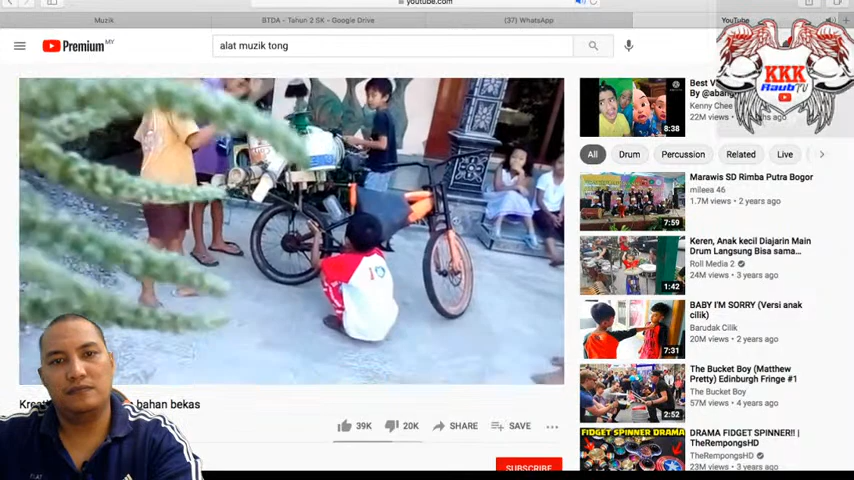 youtube.com
Muzik
BTDA - Tahun 2 SK - Google Drive
(37) WhatsApp
YouTube
Premium MY
alat muzik tong
KKK
Raub TV
Best V
By @abang
Kenny Chee
22M views
8:38
All
Drum
Percussion
Related
Live
Marawis SD Rimba Putra Bogor
mileea 46
1.7M views • 2 years ago
7:59
Keren, Anak kecil Diajarin Main
Drum Langsung Bisa sama...
Roll Media 2
24M views • 3 years ago
1:42
BABY I'M SORRY (Versi anak
cilik)
Barudak Cilik
20M views • 2 years ago
7:31
The Bucket Boy (Matthew
Pretty) Edinburgh Fringe #1
The Bucket Boy
57M views • 4 years ago
2:52
FIDGET SPINNER DRAMA
DRAMA FIDGET SPINNER!! |
TheRempongsHD
TheRempongsHD
23M views • 3 years ago
bahan bekas
39K
20K
SHARE
SAVE
SUBSCRIBE